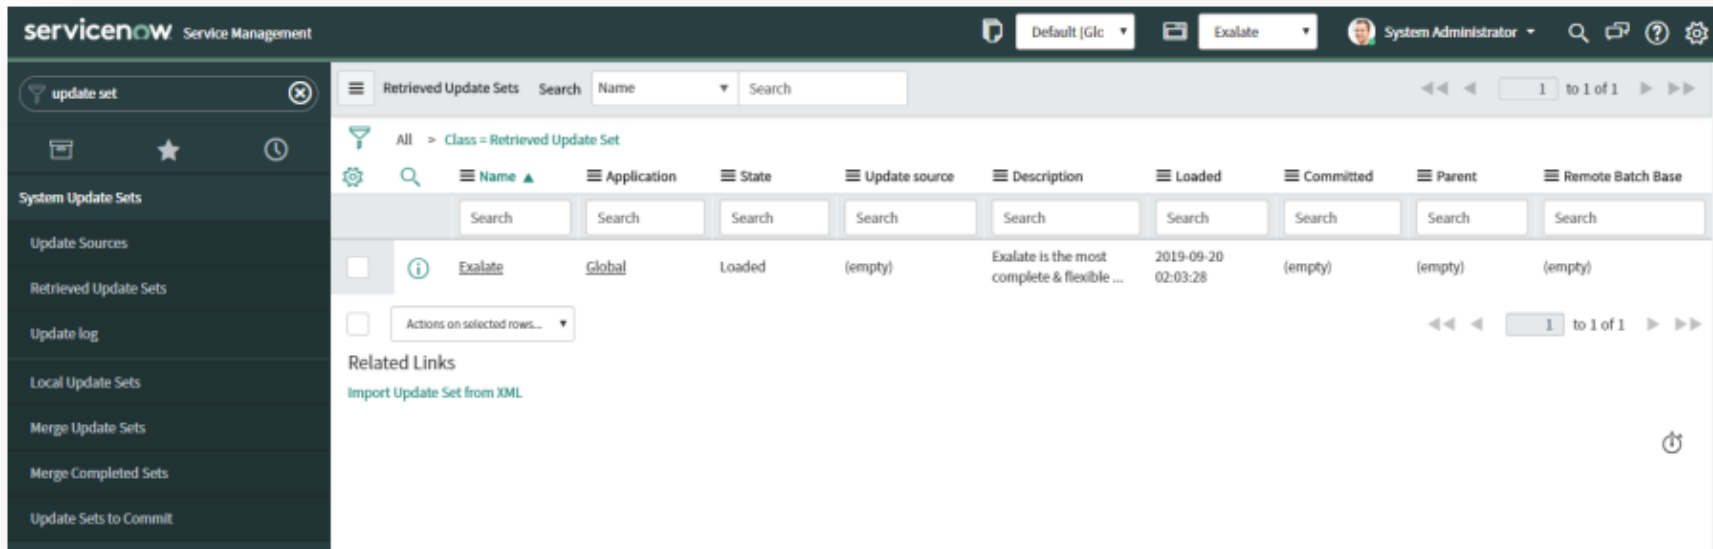 servicenow Service Management
Default [Glc
Exalate
System Administrator
update set
Retrieved Update Sets Search Name Search
1 to 1 of 1
All > Class = Retrieved Update Set
Name Application State Update source Description Loaded Committed Parent Remote Batch Base
Search Search Search Search Search Search Search Search Search
Exalate Global Loaded (empty) Exalate is the most complete & flexible ... 2019-09-20 02:03:28 (empty) (empty) (empty)
Actions on selected rows...
1 to 1 of 1
Related Links
Import Update Set from XML
System Update Sets
Update Sources
Retrieved Update Sets
Update log
Local Update Sets
Merge Update Sets
Merge Completed Sets
Update Sets to Commit